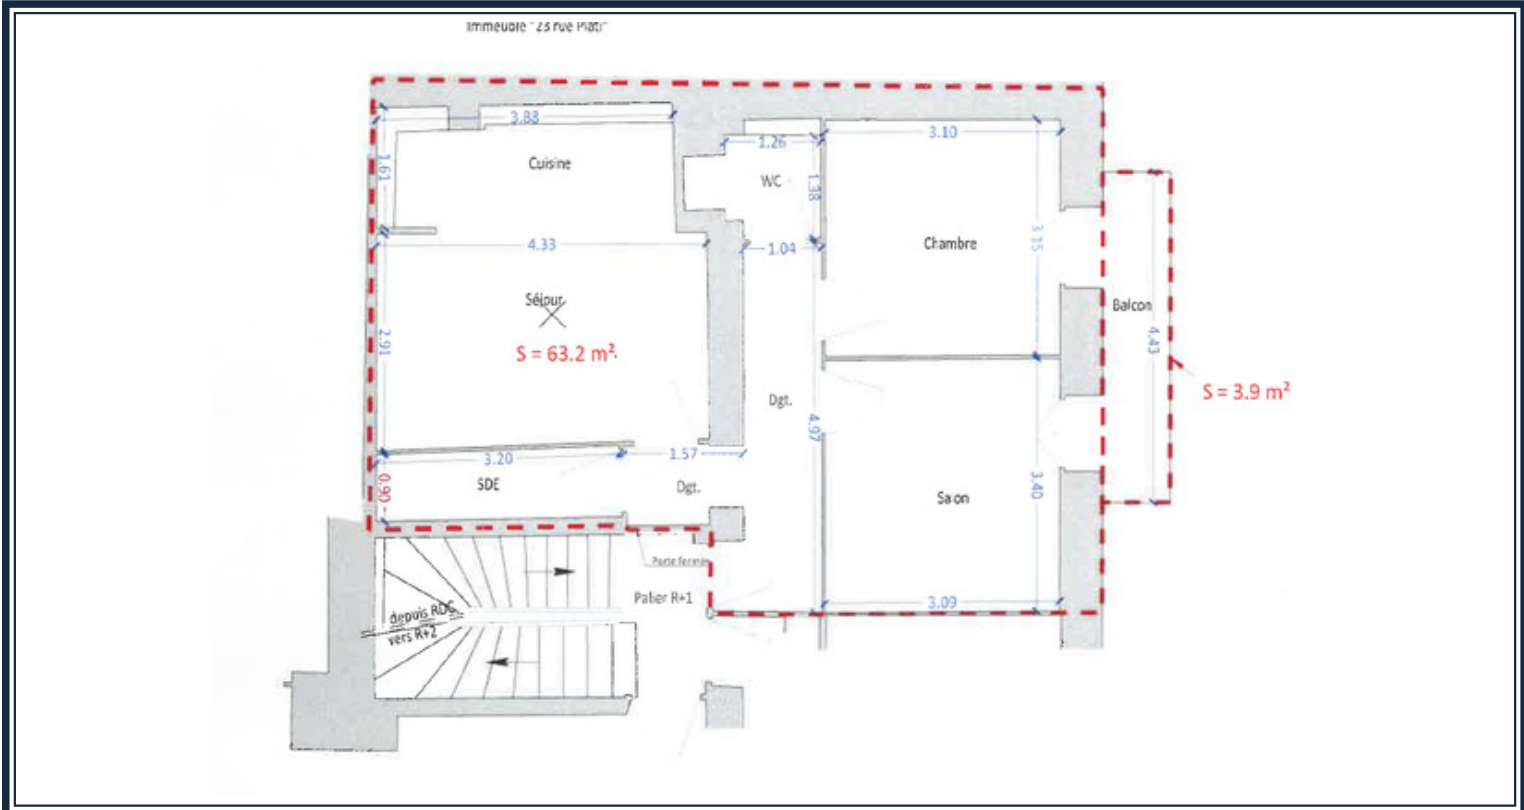 Immeuble "23 rue Plati"
3.88
1.61
Cuisine
1.26
WC
1.38
3.10
Chambre
3.15
4.33
1.04
Séjour
S = 63.2 m².
2.91
Balcon
4.43
S = 3.9 m²
Dgt.
4.97
3.20
1.57
SDE
Dgt.
0.90
Salon
3.40
Porte fermée
Palier R+1
3.09
depuis RDC
vers R+2